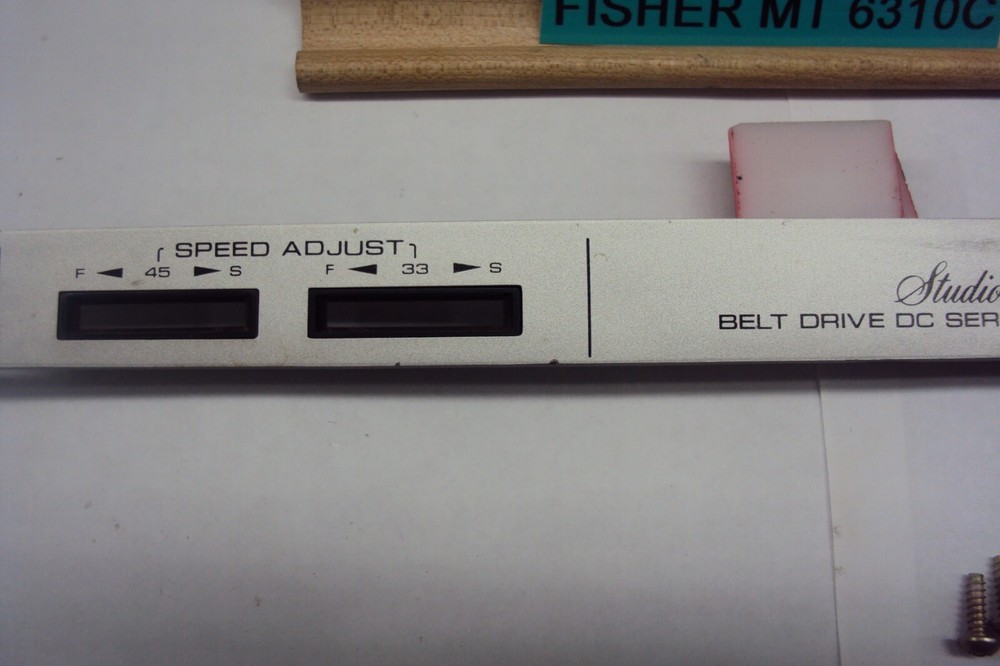 FISHER MT 6310C
SPEED ADJUST
F ◄ 45 ► S F ◄ 33 ► S
Studio
BELT DRIVE DC SER